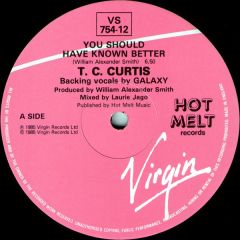 VS
754-12
YOU SHOULD
HAVE KNOWN BETTER
(William Alexander Smith) 6.50
T. C. CURTIS
Backing vocals by GALAXY
Produced by William Alexander Smith
Mixed by Laurie Jago
Published by Hot Melt Music
A SIDE
HOT
MELT
records
℗ 1985 Virgin Records Ltd
© 1985 Virgin Records Ltd
Virgin